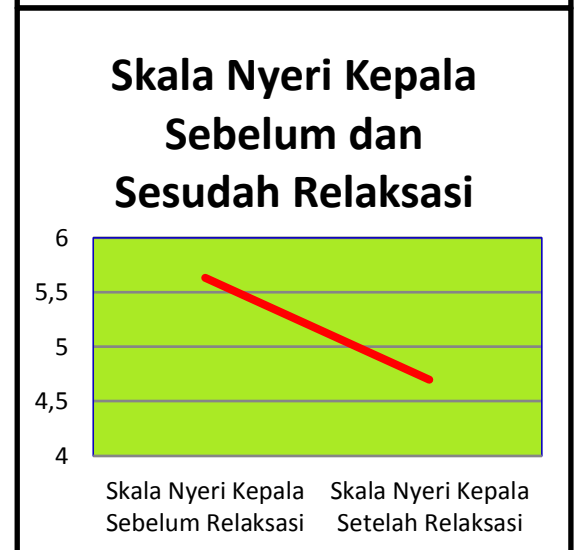 Skala Nyeri Kepala
Sebelum dan
Sesudah Relaksasi
6
5,5
5
4,5
4
Skala Nyeri Kepala
Sebelum Relaksasi
Skala Nyeri Kepala
Setelah Relaksasi